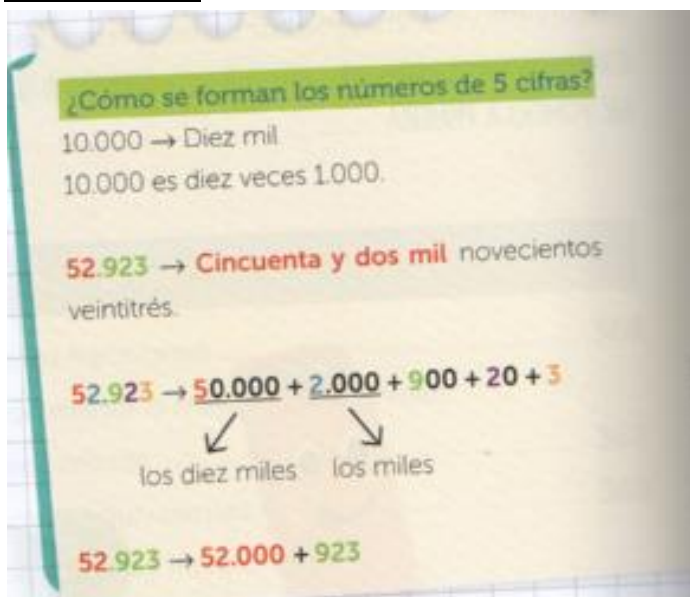 ¿Cómo se forman los números de 5 cifras?
10.000 → Diez mil
10.000 es diez veces 1.000.
52.923 → Cincuenta y dos mil novecientos
veintitrés.
52.923 → 50.000 + 2.000 + 900 + 20 + 3
los diez miles los miles
52.923 → 52.000 + 923